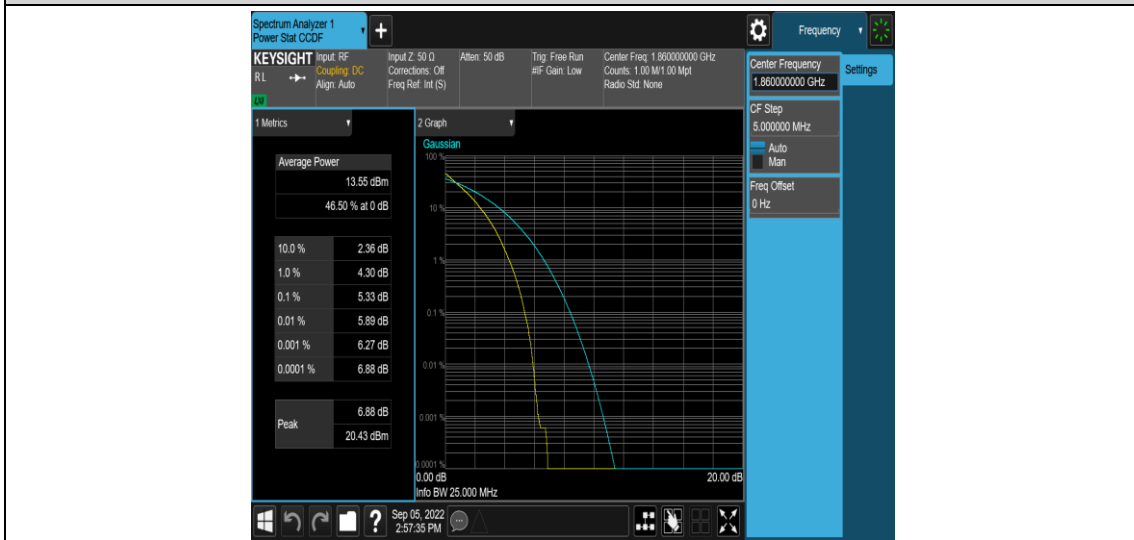 Spectrum Analyzer 1
Power Stat CCDF
+
Frequency
KEYSIGHT
RL
Input: RF
Coupling: DC
Align: Auto
Input Z: 50 Ω
Corrections: Off
Freq Ref: Int (S)
Atten: 50 dB
Trig: Free Run
#IF Gain: Low
Center Freq: 1.860000000 GHz
Counts: 1.00 M/1.00 Mpt
Radio Std: None
Center Frequency
1.860000000 GHz
Settings
CF Step
5.000000 MHz
Auto
Man
Freq Offset
0 Hz
1 Metrics
Average Power
13.55 dBm
46.50 % at 0 dB
10.0 % 2.36 dB
1.0 % 4.30 dB
0.1 % 5.33 dB
0.01 % 5.89 dB
0.001 % 6.27 dB
0.0001 % 6.88 dB
Peak 6.88 dB
20.43 dBm
2 Graph
Gaussian
100 %
10 %
1 %
0.1 %
0.01 %
0.001 %
0.0001 %
0.00 dB 20.00 dB
Info BW 25.000 MHz
?
Sep 05, 2022
2:57:35 PM